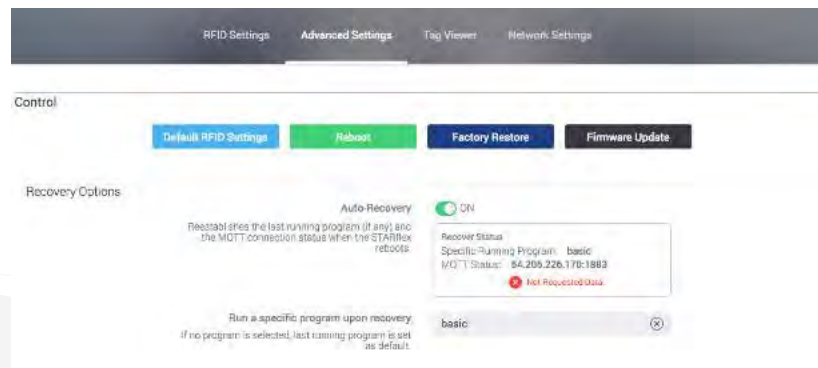 RFID Settings Advanced Settings Tag Viewer Network Settings
Control
Default RFID Settings Reboot Factory Restore Firmware Update
Recovery Options
Auto-Recovery ON
Reestablishes the last running program (if any) and
the MQTT connection status when the STARflex
reboots.
Recover Status
Specific Running Program: basic
MQTT Status: 54.205.226.170:1883
Not Requested Data.
Run a specific program upon recovery
basic
If no program is selected, last running program is set
as default.